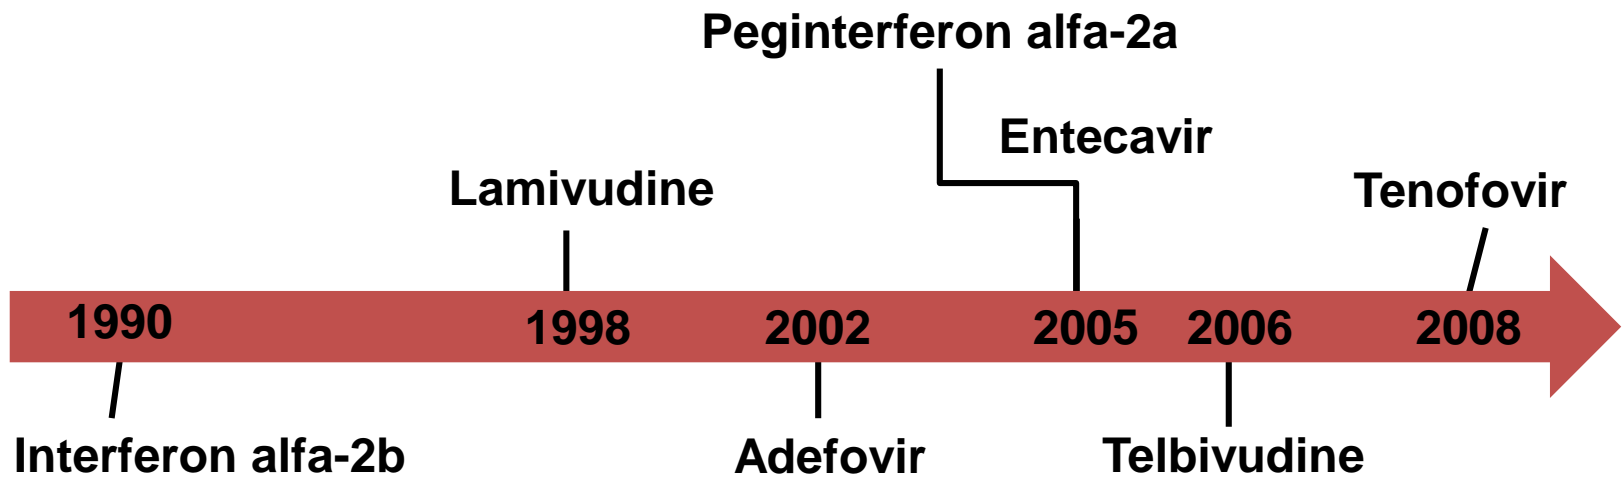 Peginterferon alfa-2a
Entecavir
Lamivudine
Tenofovir
1990
1998
2002
2005
2006
2008
Interferon alfa-2b
Adefovir
Telbivudine